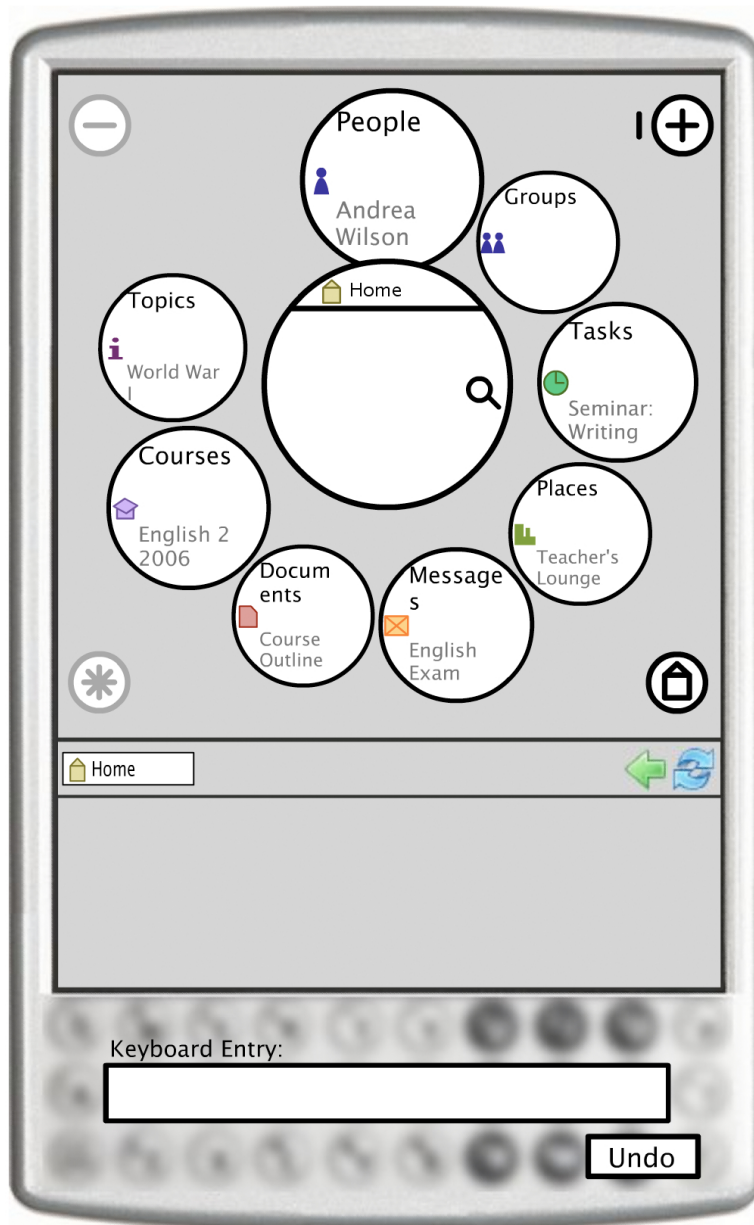 People
Andrea
Wilson
Groups
Home
Topics
World War
I
Tasks
Seminar:
Writing
Courses
English 2
2006
Places
Teacher's
Lounge
Docum
ents
Course
Outline
Message
s
English
Exam
Home
Keyboard Entry:
Undo